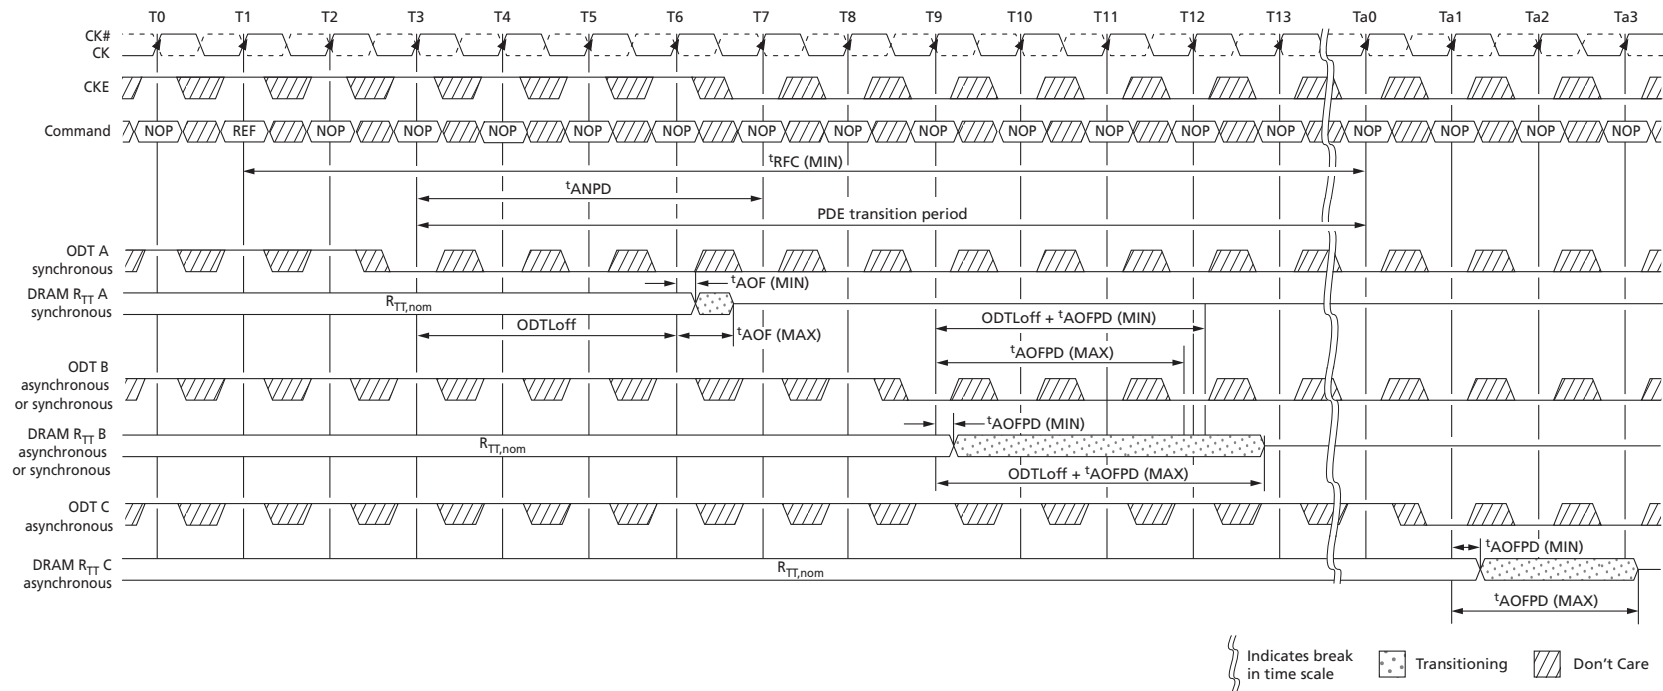 T0 T1 T2 T3 T4 T5 T6 T7 T8 T9 T10 T11 T12 T13 Ta0 Ta1 Ta2 Ta3
CK#
CK
CKE
Command NOP REF NOP NOP NOP NOP NOP NOP NOP NOP NOP NOP NOP NOP NOP NOP NOP NOP
tRFC (MIN)
tANPD
PDE transition period
ODT A
synchronous
tAOF (MIN)
DRAM RTT A
synchronous
RTT,nom
ODTLoff
tAOF (MAX)
ODTLoff + tAOFPD (MIN)
tAOFPD (MAX)
ODT B
asynchronous
or synchronous
tAOFPD (MIN)
DRAM RTT B
asynchronous
or synchronous
RTT,nom
ODTLoff + tAOFPD (MAX)
ODT C
asynchronous
tAOFPD (MIN)
DRAM RTT C
asynchronous
RTT,nom
tAOFPD (MAX)
Indicates break
in time scale
Transitioning
Don't Care